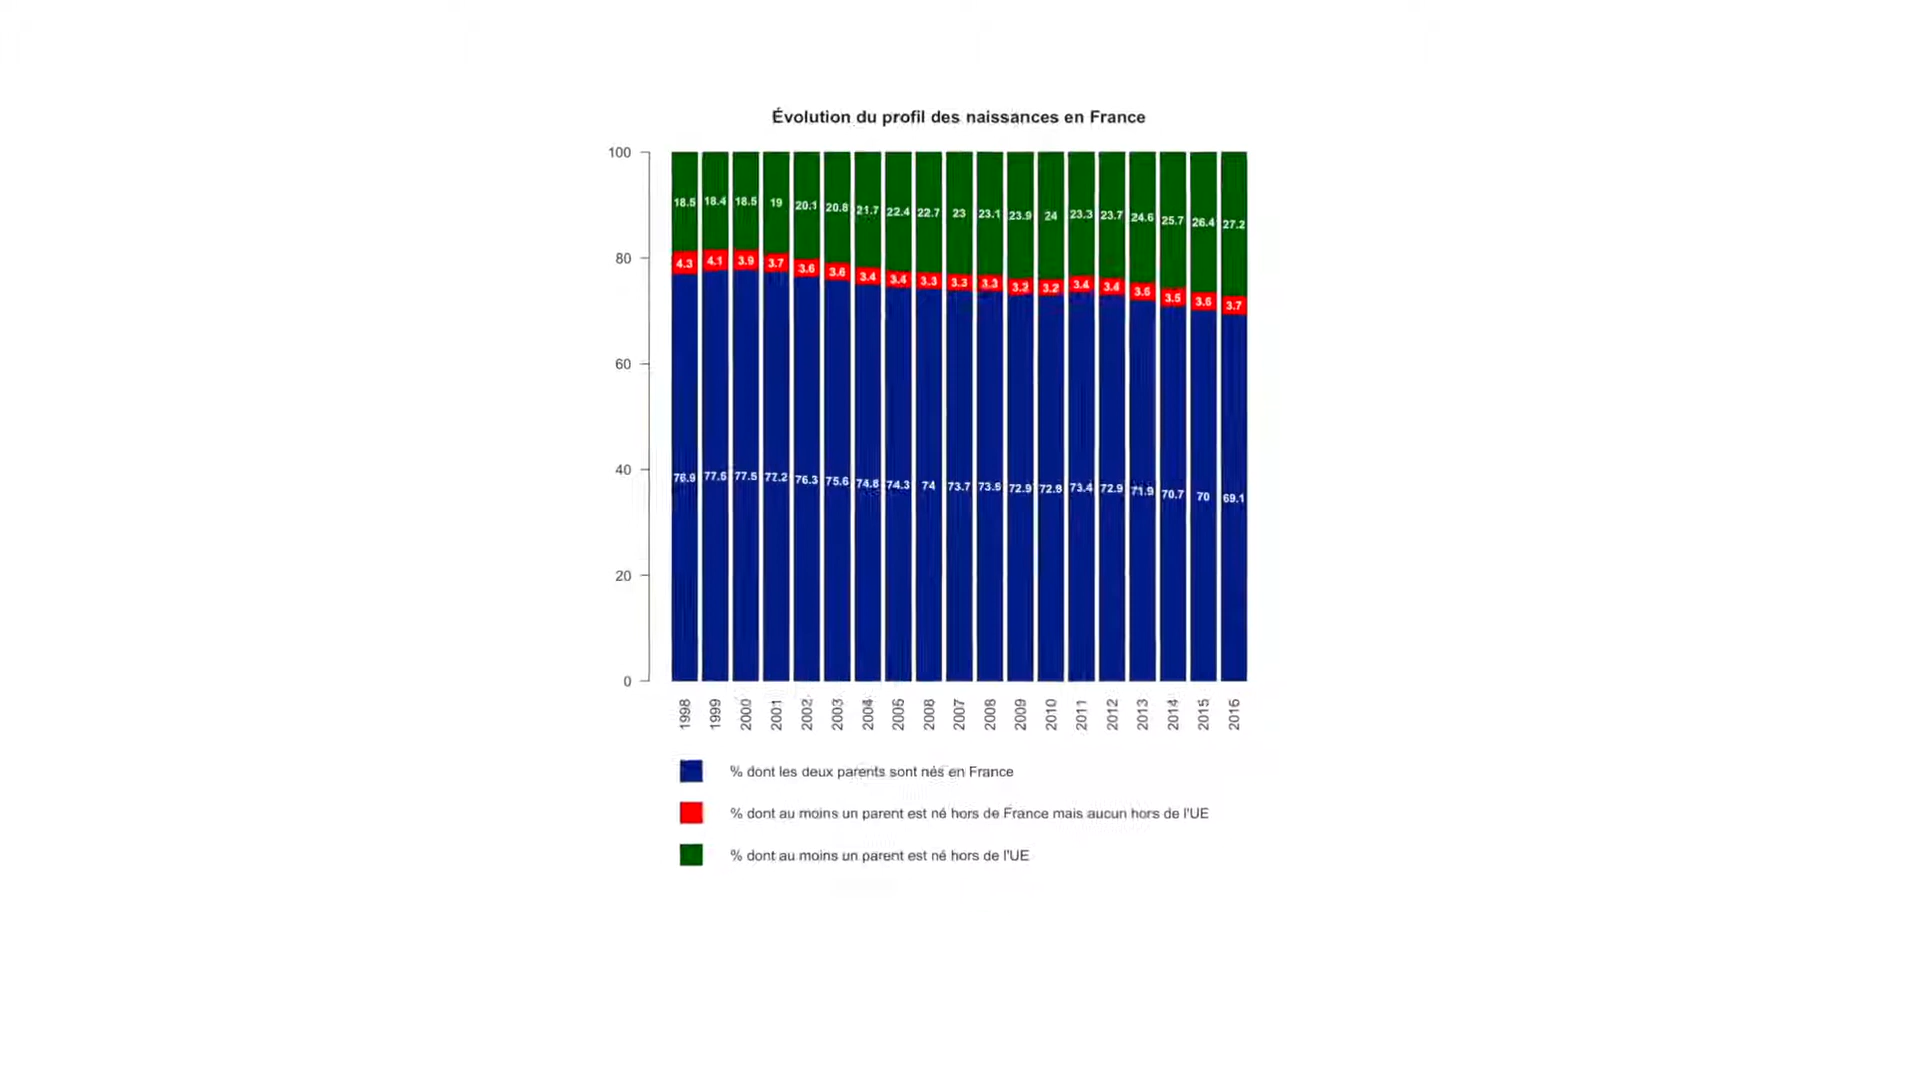 Évolution du profil des naissances en France
100
18.5 18.4 18.5 19 20.1 20.8 21.7 22.4 22.7 23 23.1 23.9 24 23.3 23.7 24.6 25.7 26.4 27.2
80
4.3 4.1 3.9 3.7 3.6 3.6 3.4 3.4 3.3 3.3 3.3 3.2 3.2 3.4 3.4 3.5 3.6 3.7
60
40
76.9 77.6 77.5 77.2 76.3 75.6 74.8 74.3 74 73.7 72.9 73.4 72.9 71.9 70.7 70 69.1
20
0
1998 1999 2000 2001 2002 2003 2004 2005 2007 2008 2009 2010 2011 2012 2013 2014 2015 2016
% dont les deux parents sont nés en France
% dont au moins un parent est né hors de France mais aucun hors de l'UE
% dont au moins un parent est né hors de l'UE